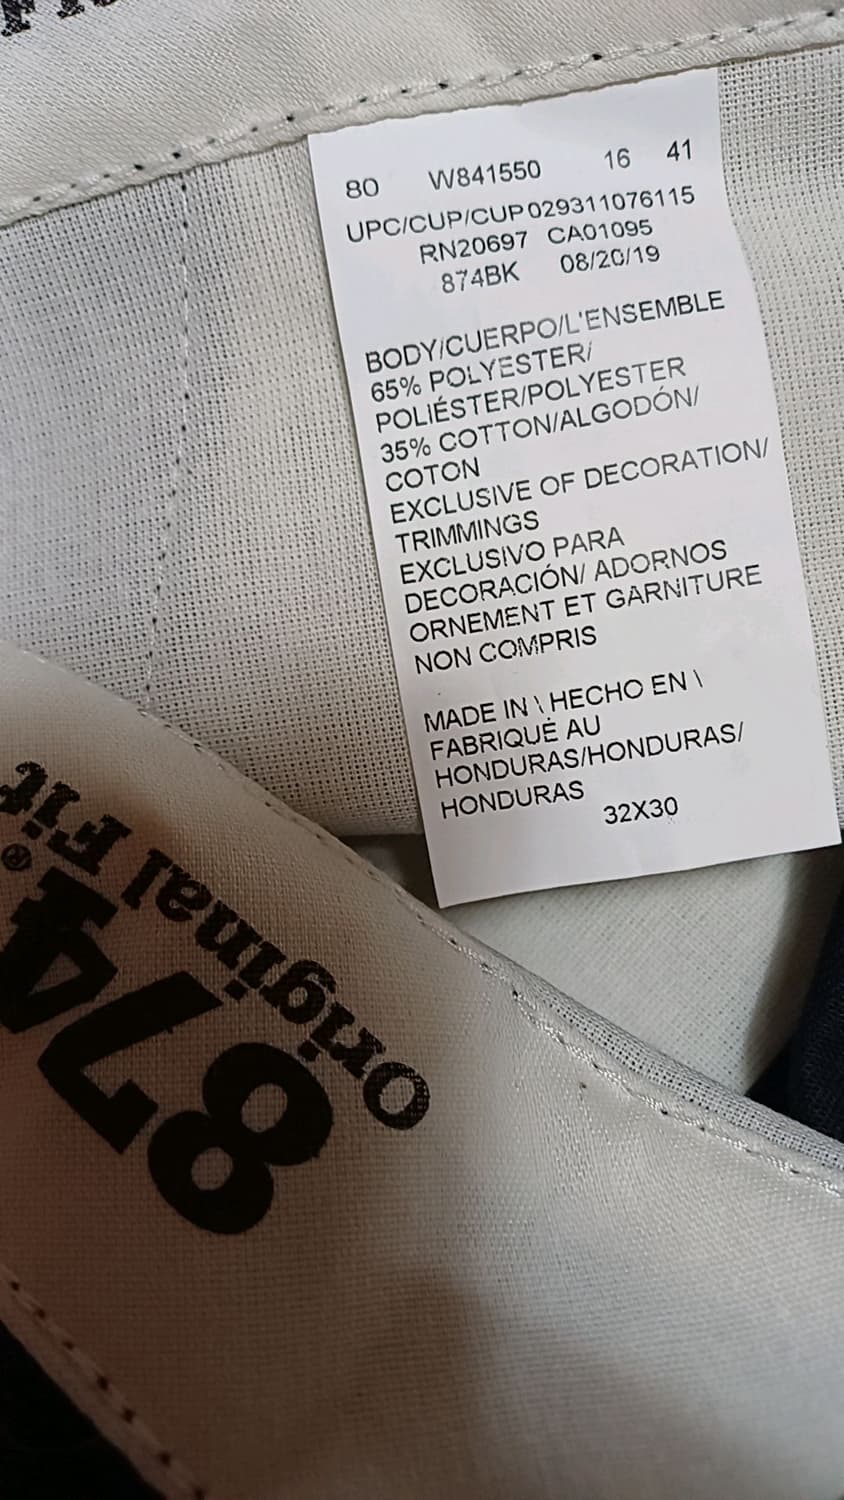 80 W841550 16 41
UPC/CUP/CUP 029311076115
RN20697 CA01095
874BK 08/20/19
BODY/CUERPO/L'ENSEMBLE
65% POLYESTER/
POLIÉSTER/POLYESTER
35% COTTON/ALGODÓN/
COTON
EXCLUSIVE OF DECORATION/
TRIMMINGS
EXCLUSIVO PARA
DECORACIÓN/ ADORNOS
ORNEMENT ET GARNITURE
NON COMPRIS
MADE IN \ HECHO EN \
FABRIQUÉ AU
HONDURAS/HONDURAS/
HONDURAS
32X30
874®
Original Fit